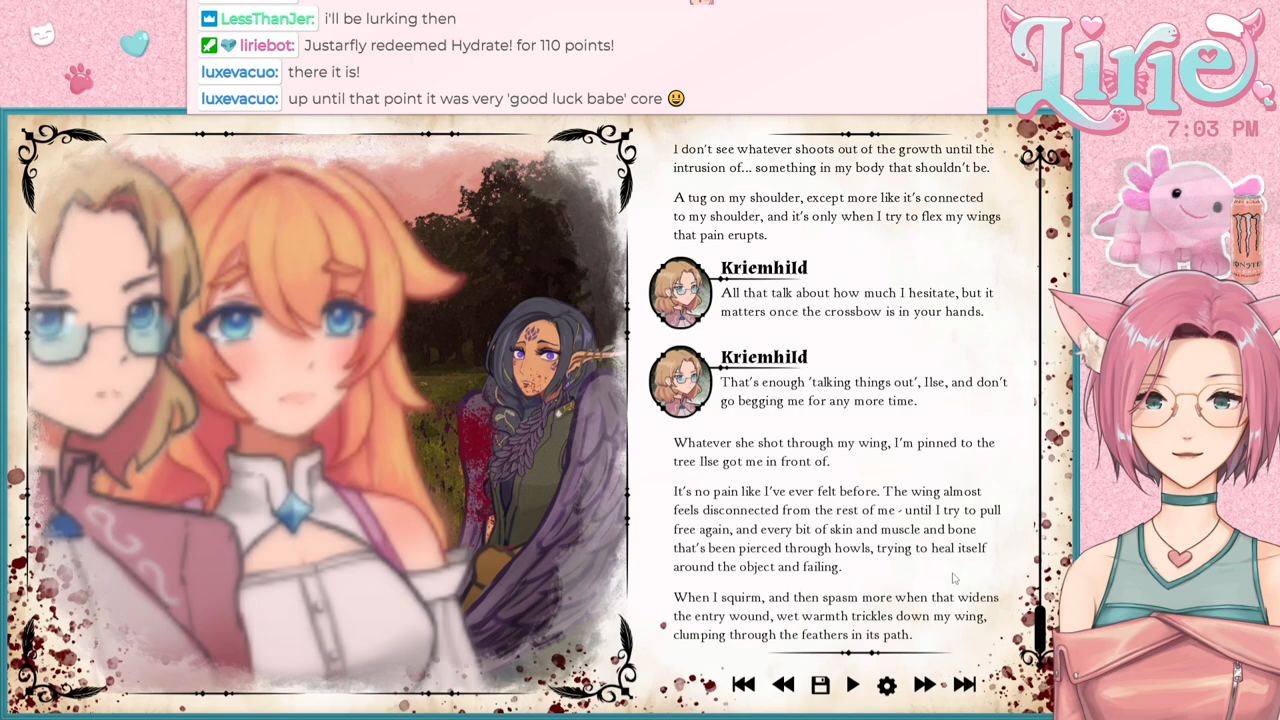 LessThanJer: i'll be lurking then
liriebot: Justarfly redeemed Hydrate! for 110 points!
luxevacuo: there it is!
luxevacuo: up until that point it was very 'good luck babe' core 😃
Lirie
7:03 PM
I don't see whatever shoots out of the growth until the
intrusion of... something in my body that shouldn't be.
A tug on my shoulder, except more like it's connected
to my shoulder, and it's only when I try to flex my wings
that pain erupts.
Kriemhild
All that talk about how much I hesitate, but it
matters once the crossbow is in your hands.
Kriemhild
That's enough 'talking things out', Ilse, and don't
go begging me for any more time.
Whatever she shot through my wing, I'm pinned to the
tree Ilse got me in front of.
It's no pain like I've ever felt before. The wing almost
feels disconnected from the rest of me - until I try to pull
free again, and every bit of skin and muscle and bone
that's been pierced through howls, trying to heal itself
around the object and failing.
When I squirm, and then spasm more when that widens
the entry wound, wet warmth trickles down my wing,
clumping through the feathers in its path.
MONSTER